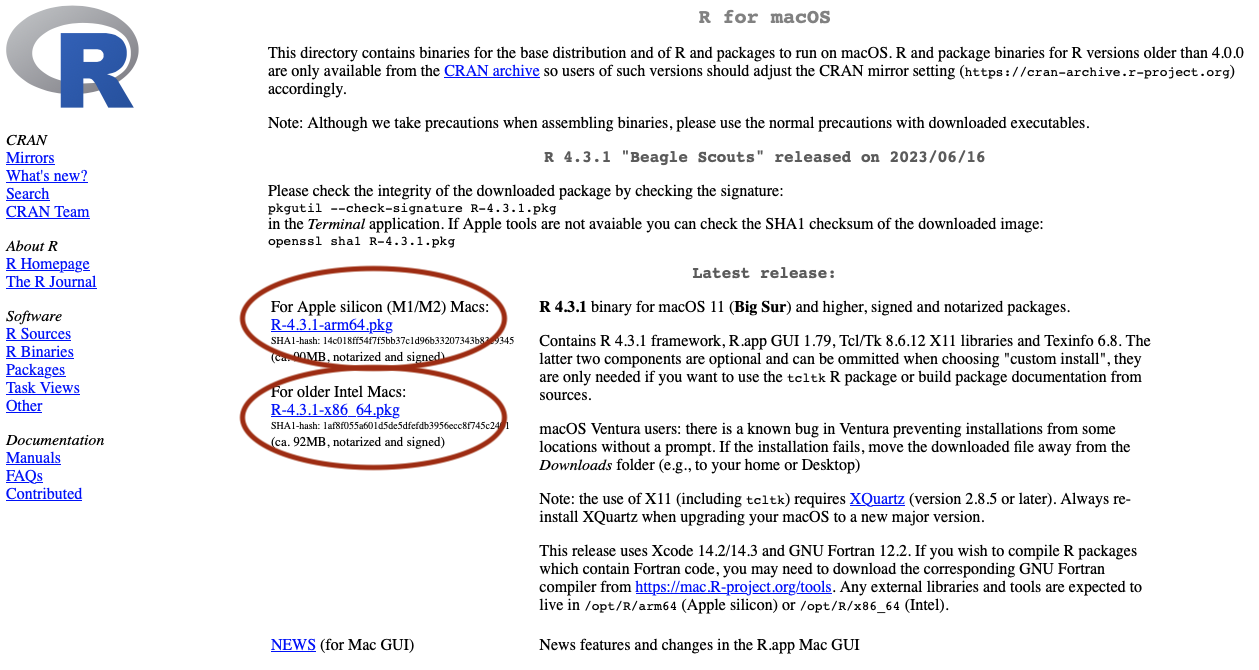 R
R for macOS
This directory contains binaries for the base distribution and of R and packages to run on macOS. R and package binaries for R versions older than 4.0.0
are only available from the CRAN archive so users of such versions should adjust the CRAN mirror setting (https://cran-archive.r-project.org)
accordingly.
Note: Although we take precautions when assembling binaries, please use the normal precautions with downloaded executables.
CRAN
Mirrors
What's new?
Search
CRAN Team
About R
R Homepage
The R Journal
Software
R Sources
R Binaries
Packages
Task Views
Other
Documentation
Manuals
FAQs
Contributed
R 4.3.1 "Beagle Scouts" released on 2023/06/16
Please check the integrity of the downloaded package by checking the signature:
pkgutil --check-signature R-4.3.1.pkg
in the Terminal application. If Apple tools are not avaiable you can check the SHA1 checksum of the downloaded image:
openssl sha1 R-4.3.1.pkg
Latest release:
For Apple silicon (M1/M2) Macs:
R-4.3.1-arm64.pkg
SHA1-hash:
(ca. 90MB, notarized and signed)
For older Intel Macs:
R-4.3.1-x86_64.pkg
SHA1-hash:
(ca. 92MB, notarized and signed)
R 4.3.1 binary for macOS 11 (Big Sur) and higher, signed and notarized packages.
Contains R 4.3.1 framework, R.app GUI 1.79, Tcl/Tk 8.6.12 X11 libraries and Texinfo 6.8. The
latter two components are optional and can be ommitted when choosing "custom install", they
are only needed if you want to use the tcltk R package or build package documentation from
sources.
macOS Ventura users: there is a known bug in Ventura preventing installations from some
locations without a prompt. If the installation fails, move the downloaded file away from the
Downloads folder (e.g., to your home or Desktop)
Note: the use of X11 (including tcltk) requires XQuartz (version 2.8.5 or later). Always re-
install XQuartz when upgrading your macOS to a new major version.
This release uses Xcode 14.2/14.3 and GNU Fortran 12.2. If you wish to compile R packages
which contain Fortran code, you may need to download the corresponding GNU Fortran
compiler from https://mac.R-project.org/tools. Any external libraries and tools are expected to
live in /opt/R/arm64 (Apple silicon) or /opt/R/x86_64 (Intel).
NEWS (for Mac GUI)
News features and changes in the R.app Mac GUI